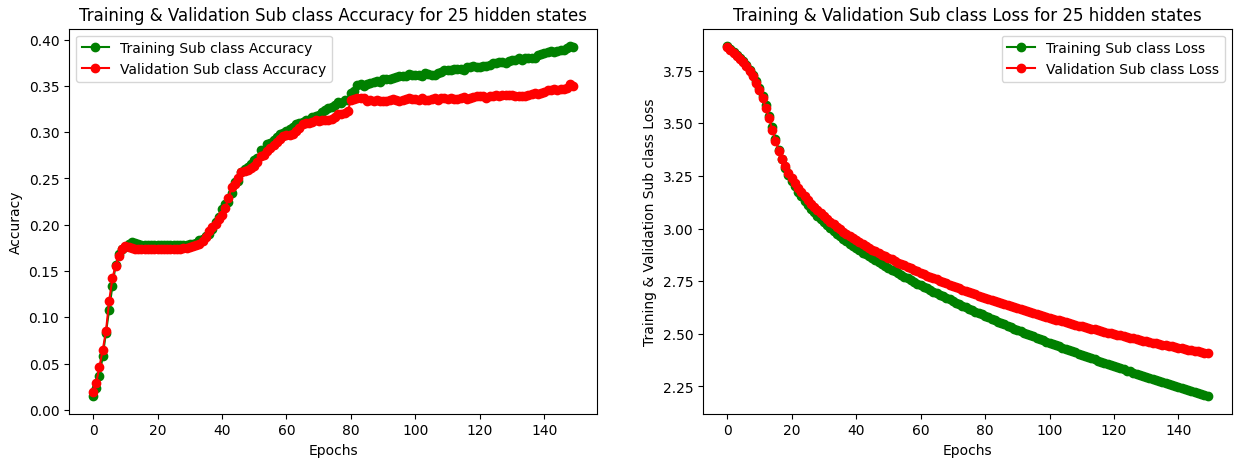 Training & Validation Sub class Accuracy for 25 hidden states
0.40
0.35
0.30
0.25
0.20
0.15
0.10
0.05
0.00
Accuracy
Training Sub class Accuracy
Validation Sub class Accuracy
0 20 40 60 80 100 120 140
Epochs
Training & Validation Sub class Loss for 25 hidden states
3.75
3.50
3.25
3.00
2.75
2.50
2.25
Training & Validation Sub class Loss
Training Sub class Loss
Validation Sub class Loss
0 20 40 60 80 100 120 140
Epochs